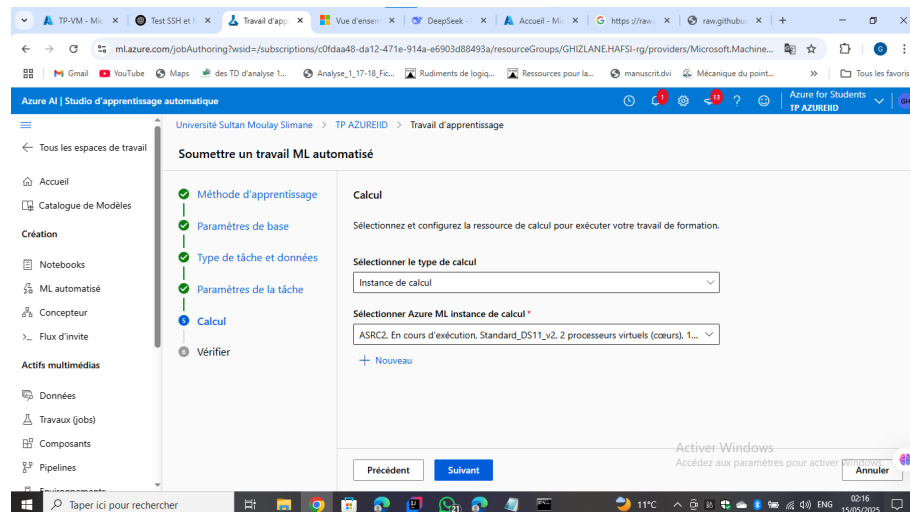 TP-VM - Mic
Test SSH et h
Travail d'app
Vue d'ensem
DeepSeek -
Accueil - Mic
https://raw.
raw.githubu
ml.azure.com/jobAuthoring?wsid=/subscriptions/c0fdaa48-da12-471e-914a-e6903d88493a/resourceGroups/GHIZLANE.HAFSI-rg/providers/Microsoft.Machine...
G
Gmail
YouTube
Maps
des TD d'analyse 1...
Analyse_1_17-18_Fic...
Rudiments de logiq...
Ressources pour la...
manuscrit.dvi
Mécanique du point...
Tous les favoris
Azure AI | Studio d'apprentissage automatique
1
13
Azure for Students
TP AZUREIID
GH
Tous les espaces de travail
Accueil
Catalogue de Modèles
Création
Notebooks
ML automatisé
Concepteur
Flux d'invite
Actifs multimédias
Données
Travaux (jobs)
Composants
Pipelines
Environnements
Université Sultan Moulay Slimane > TP AZUREIID > Travail d'apprentissage
Soumettre un travail ML automatisé
Méthode d'apprentissage
Paramètres de base
Type de tâche et données
Paramètres de la tâche
5 Calcul
6 Vérifier
Calcul
Sélectionnez et configurez la ressource de calcul pour exécuter votre travail de formation.
Sélectionner le type de calcul
Instance de calcul
Sélectionner Azure ML instance de calcul *
ASRC2, En cours d'exécution, Standard_DS11_v2, 2 processeurs virtuels (cœurs), 1...
+ Nouveau
Activer Windows
Accédez aux paramètres pour activer Windows.
Précédent
Suivant
Annuler
Taper ici pour rechercher
21
11°C
ENG
02:16
15/05/2025